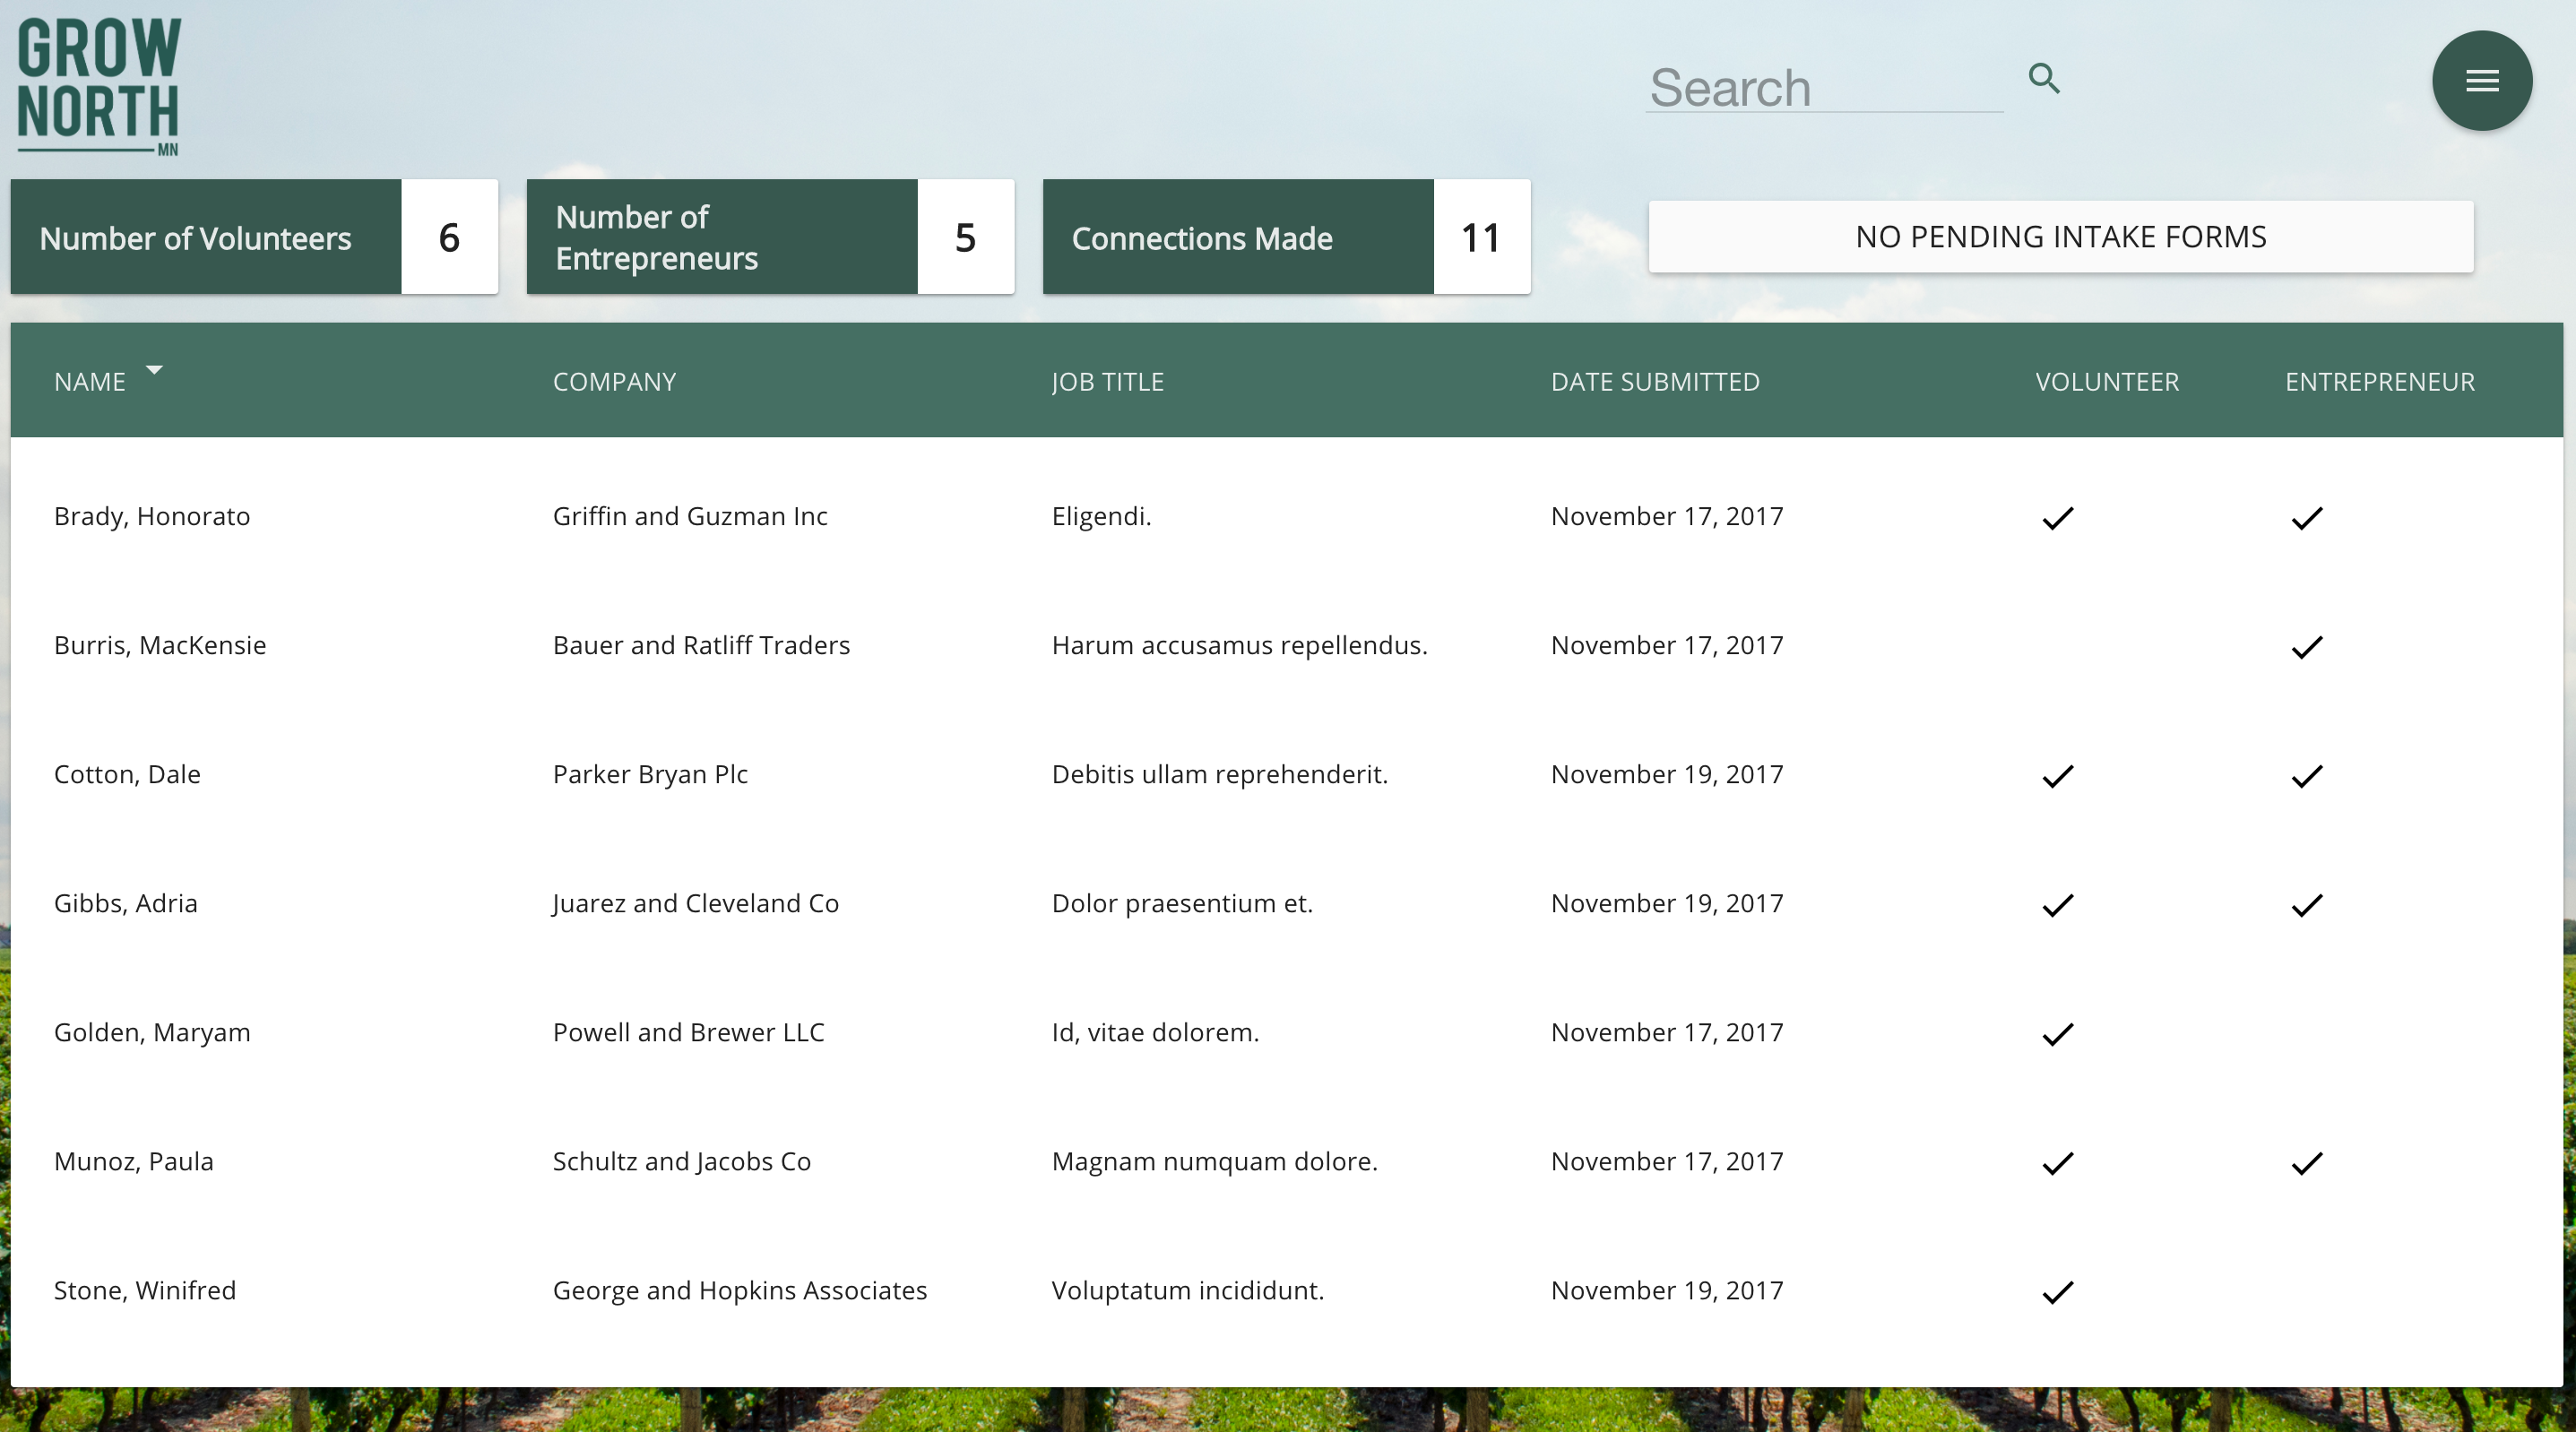 GROW
NORTH
MN
Search
Number of Volunteers 6
Number of
Entrepreneurs
5
Connections Made 11
NO PENDING INTAKE FORMS
NAME COMPANY JOB TITLE DATE SUBMITTED VOLUNTEER ENTREPRENEUR
Brady, Honorato Griffin and Guzman Inc Eligendi. November 17, 2017
Burris, MacKensie Bauer and Ratliff Traders Harum accusamus repellendus. November 17, 2017
Cotton, Dale Parker Bryan Plc Debitis ullam reprehenderit. November 19, 2017
Gibbs, Adria Juarez and Cleveland Co Dolor praesentium et. November 19, 2017
Golden, Maryam Powell and Brewer LLC Id, vitae dolorem. November 17, 2017
Munoz, Paula Schultz and Jacobs Co Magnam numquam dolore. November 17, 2017
Stone, Winifred George and Hopkins Associates Voluptatum incididunt. November 19, 2017